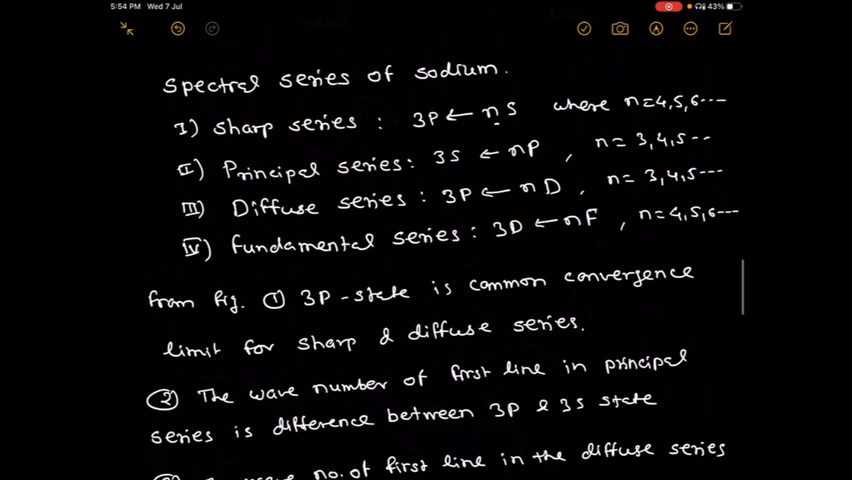 5:54 PM Wed 7 Jul 43%
Spectral series of sodium.
I) Sharp series : 3P ← nS where n=4,5,6---
II) Principal series: 3S ← nP , n= 3,4,5---
III) Diffuse series : 3P ← nD , n= 3,4,5---
IV) fundamental series : 3D ← nF , n=4,5,6---
from fig. ① 3P-state is common convergence
limit for sharp & diffuse series.
② The wave number of first line in principal
series is difference between 3P & 3S state
no. of first line in the diffuse series